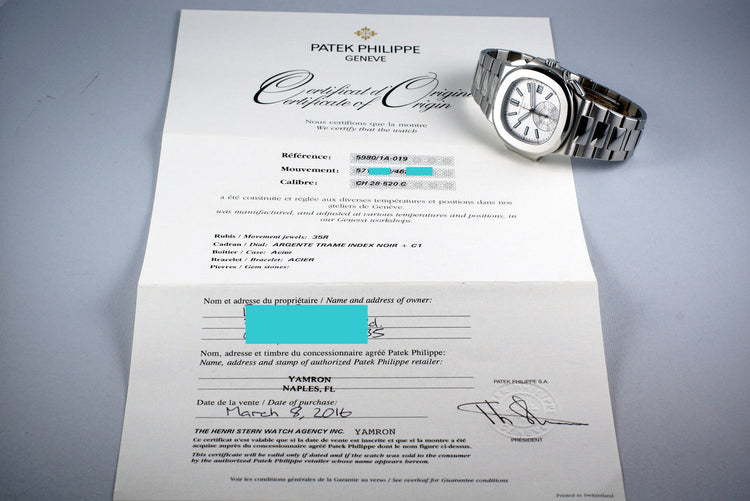 PATEK PHILIPPE
GENEVE
Certificat d'Origine
Certificate of Origin
Nous certifions que la montre
We certify that the watch
Référence: 5980/1A-019
Mouvement: 57 /46
Calibre: CH 28-520 C
a été construite et réglée aux diverses températures et positions dans nos
ateliers de Genève.
was manufactured, and adjusted at various temperatures and positions, in
our Geneva workshops.
Rubis / Movement jewels: 35R
Cadran / Dial: ARGENTE TRAME INDEX NOIR + C1
Boîtier / Case: Acier
Bracelet / Bracelet: ACIER
Pierres / Gem stones:
Nom et adresse du propriétaire / Name and address of owner:
Nom, adresse et timbre du concessionnaire agréé Patek Philippe:
Name, address and stamp of authorized Patek Philippe retailer:
YAMRON
NAPLES, FL
Date de la vente / Date of purchase:
March 8, 2016
PATEK PHILIPPE S.A.
PRÉSIDENT
THE HENRI STERN WATCH AGENCY INC. YAMRON
Ce certificat n'est valable que si la date de vente est inscrite et que si la montre a été
acquise auprès du concessionnaire agréé Patek Philippe dont le nom figure ci-dessus.
This certificate will be valid only if dated and if the watch was sold to the consumer
by the authorized Patek Philippe retailer whose name appears hereon.
Voir les conditions générales de la Garantie au verso / See overleaf for Guarantee conditions
Printed in Switzerland